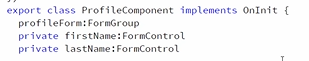 export class ProfileComponent implements OnInit {
profileForm:FormGroup
private firstName:FormControl
private lastName:FormControl